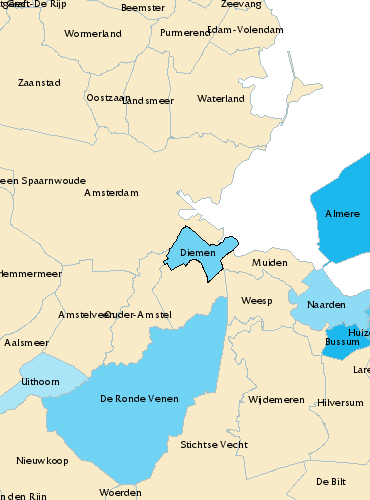 Graft-De Rijp
Beemster
Zeevang
Wormerland
Purmerend
Edam-Volendam
Zaanstad
Oostzaan
Landsmeer
Waterland
een Spaarnwoude
Amsterdam
Almere
Diemen
Muiden
lemmermeer
Weesp
Naarden
Amstelveen
Ouder-Amstel
Huize
Aalsmeer
Bussum
Lare
Uithoorn
De Ronde Venen
Wijdemeren
Hilversum
Stichtse Vecht
Nieuwkoop
De Bilt
n den Rijn
Woerden